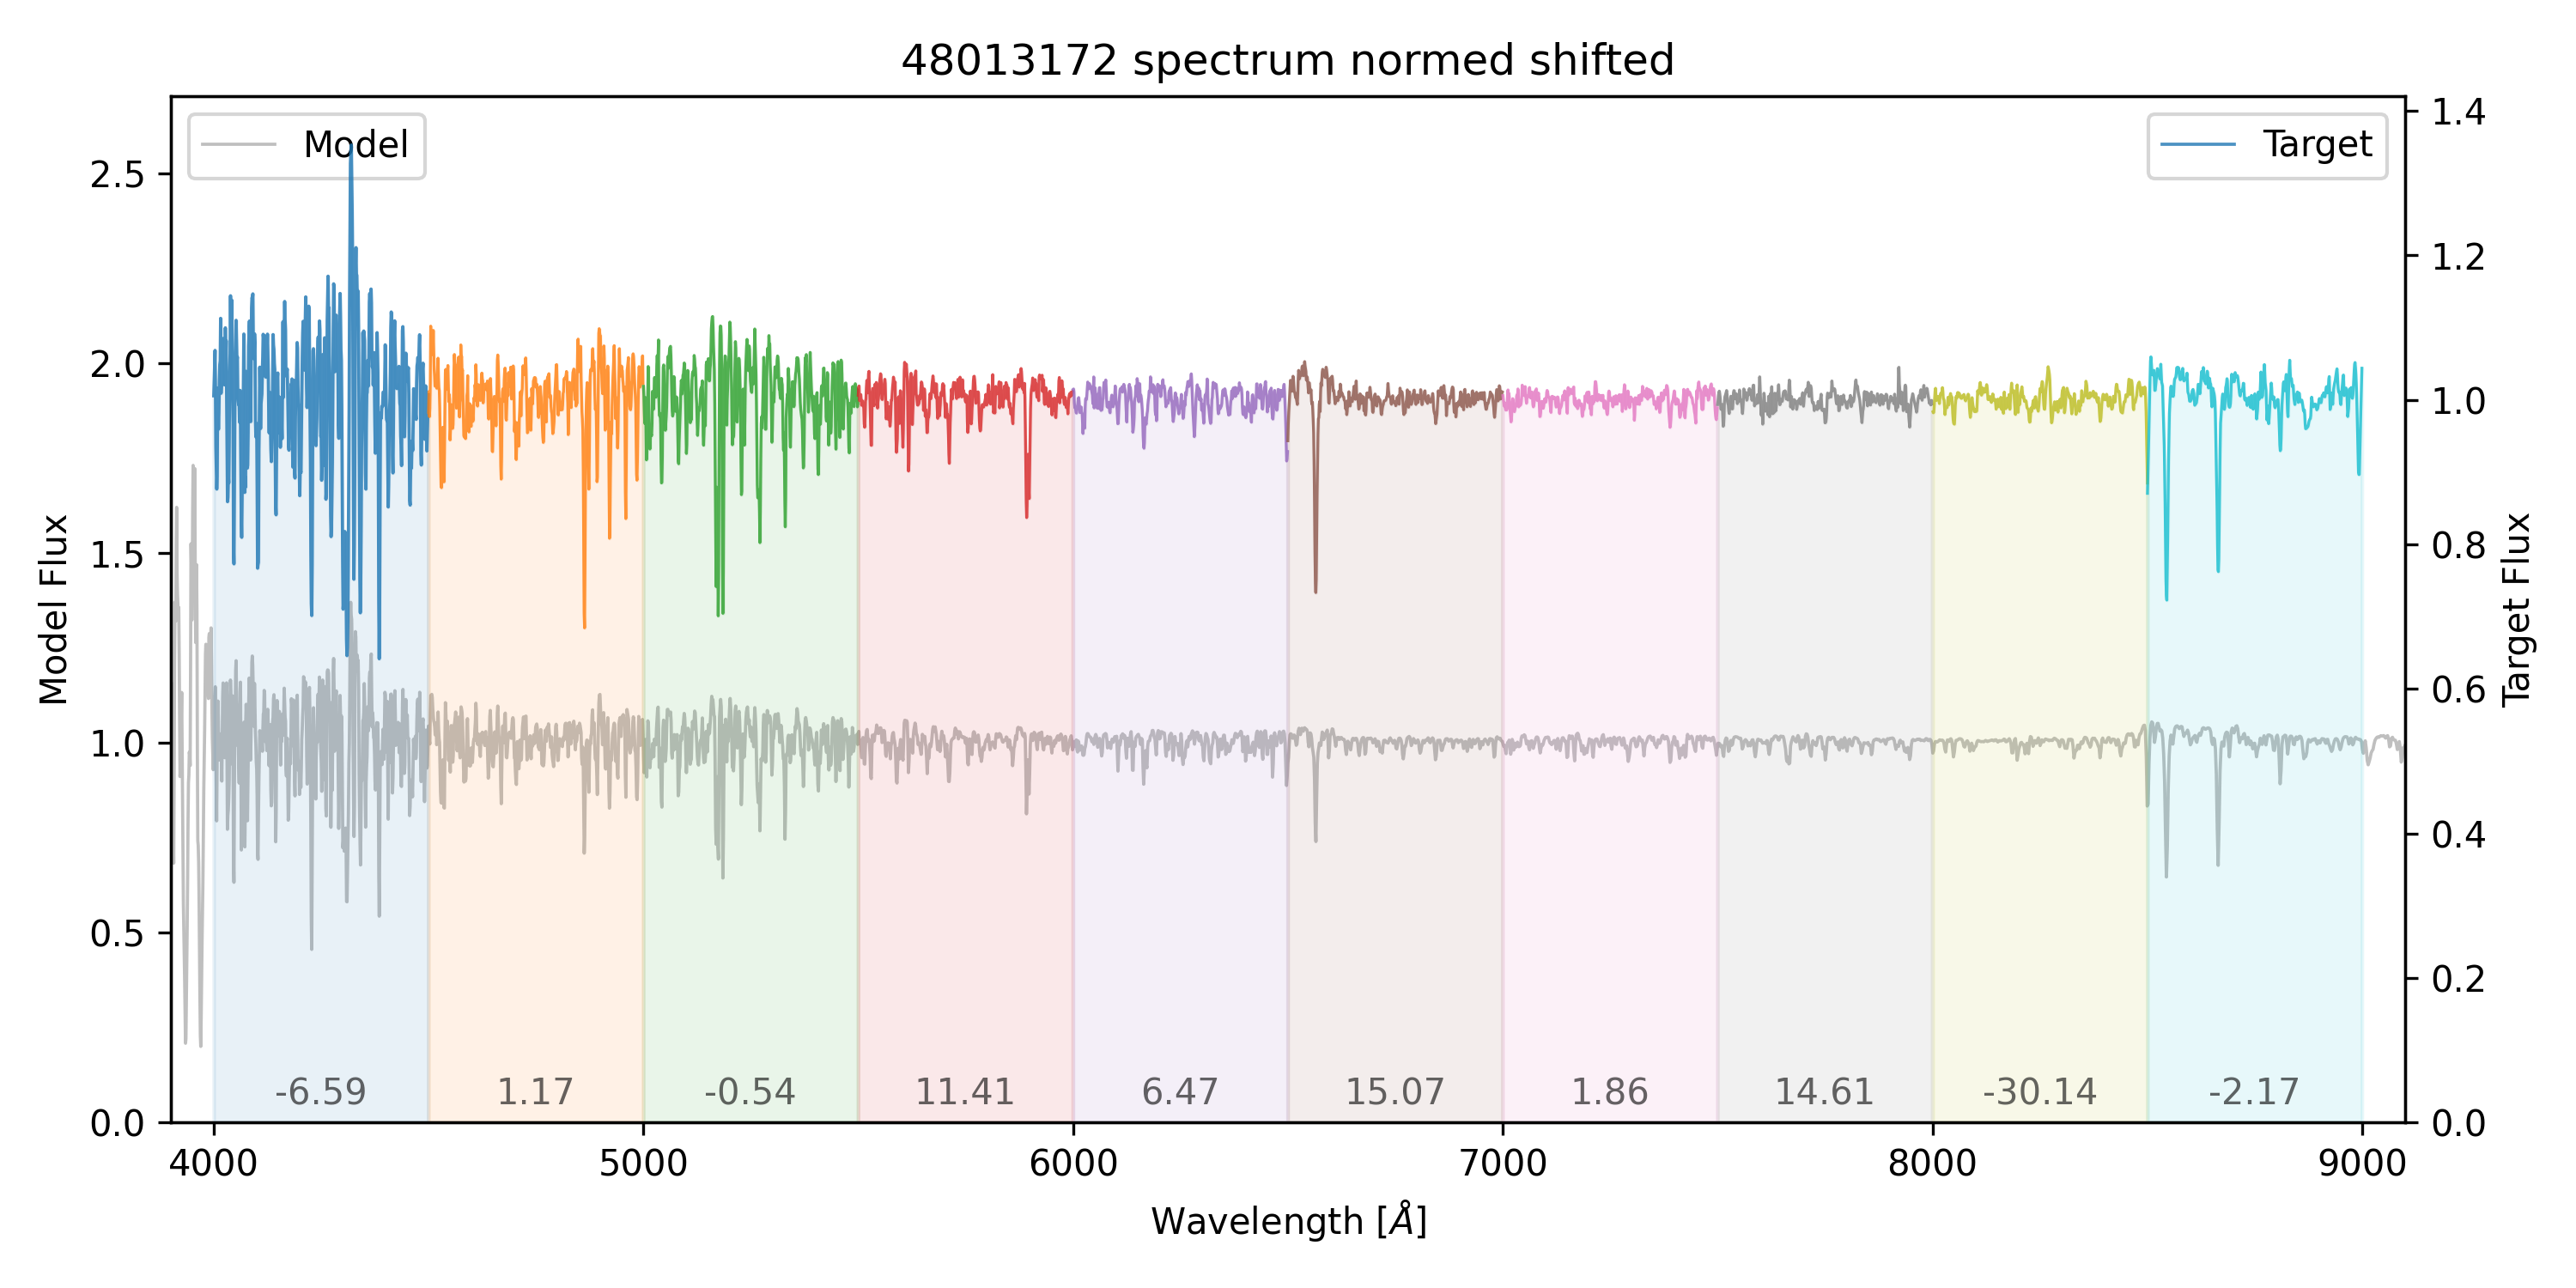 48013172 spectrum normed shifted
Model
Target
2.5
2.0
1.5
1.0
0.5
0.0
Model Flux
1.4
1.2
1.0
0.8
0.6
0.4
0.2
0.0
Target Flux
-6.59 1.17 -0.54 11.41 6.47 15.07 1.86 14.61 -30.14 -2.17
4000 5000 6000 7000 8000 9000
Wavelength [Å]